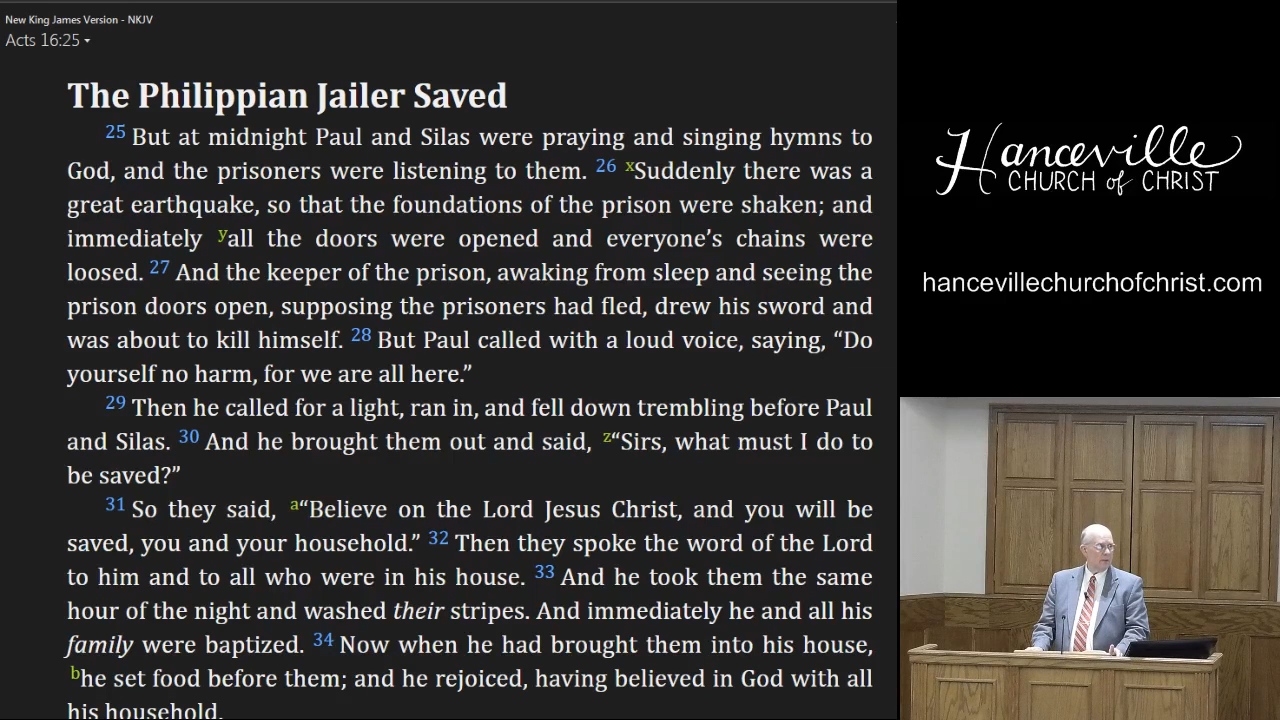 New King James Version - NKJV
Acts 16:25
The Philippian Jailer Saved
25 But at midnight Paul and Silas were praying and singing hymns to
God, and the prisoners were listening to them. 26 xSuddenly there was a
great earthquake, so that the foundations of the prison were shaken; and
immediately yall the doors were opened and everyone’s chains were
loosed. 27 And the keeper of the prison, awaking from sleep and seeing the
prison doors open, supposing the prisoners had fled, drew his sword and
was about to kill himself. 28 But Paul called with a loud voice, saying, “Do
yourself no harm, for we are all here.”
29 Then he called for a light, ran in, and fell down trembling before Paul
and Silas. 30 And he brought them out and said, z“Sirs, what must I do to
be saved?”
31 So they said, a“Believe on the Lord Jesus Christ, and you will be
saved, you and your household.” 32 Then they spoke the word of the Lord
to him and to all who were in his house. 33 And he took them the same
hour of the night and washed their stripes. And immediately he and all his
family were baptized. 34 Now when he had brought them into his house,
bhe set food before them; and he rejoiced, having believed in God with all
his household.
Hanceville
CHURCH of CHRIST
hancevillechurchofchrist.com